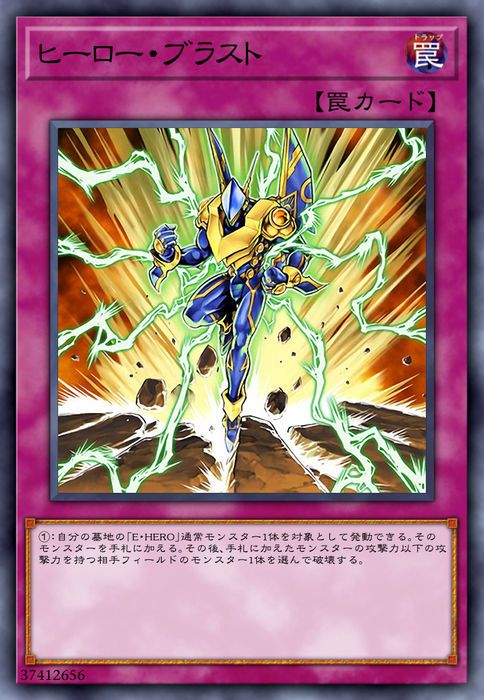 ヒーロー・ブラスト
トラップ
罠
【罠カード】
①:自分の墓地の「E・HERO」通常モンスター1体を対象として発動できる。その
モンスターを手札に加える。その後、手札に加えたモンスターの攻撃力以下の攻
撃力を持つ相手フィールドのモンスター1体を選んで破壊する。
37412656